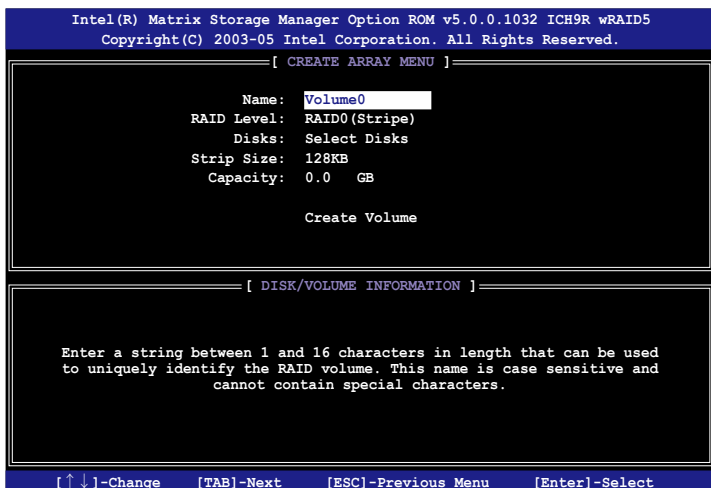 Intel(R) Matrix Storage Manager Option ROM v5.0.0.1032 ICH9R wRAID5
Copyright(C) 2003-05 Intel Corporation. All Rights Reserved.
[ CREATE ARRAY MENU ]
Name: Volume0
RAID Level: RAID0(Stripe)
Disks: Select Disks
Strip Size: 128KB
Capacity: 0.0 GB
Create Volume
[ DISK/VOLUME INFORMATION ]
Enter a string between 1 and 16 characters in length that can be used
to uniquely identify the RAID volume. This name is case sensitive and
cannot contain special characters.
[↑↓]-Change [TAB]-Next [ESC]-Previous Menu [Enter]-Select